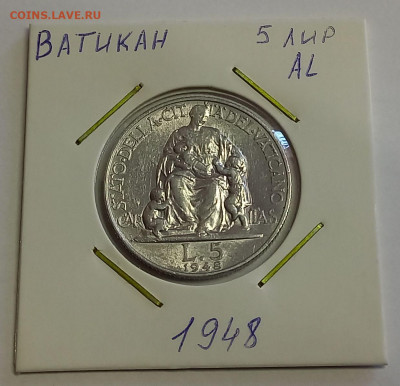 COINS.LAVE.RU
ВАТИКАН
5 ЛИР
AL
STATO·DELLA·CITTA·DEL·VATICANO
CARITAS
L.5
1948
1948